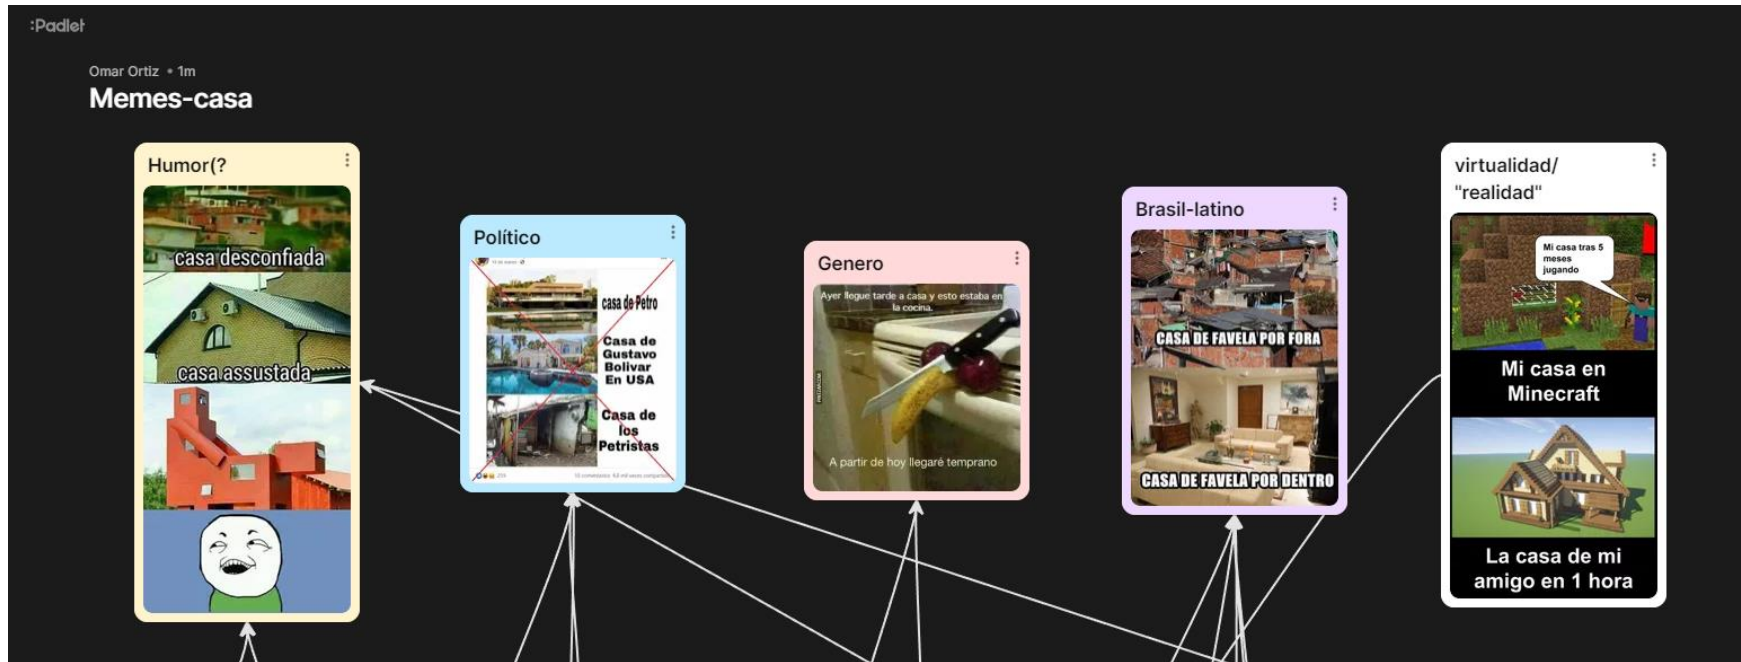 :Padlet
Omar Ortiz • 1m
Memes-casa
Humor(?
casa desconfiada
casa assustada
Político
casa de Petro
Casa de
Gustavo
Bolivar
En USA
Casa de
los
Petristas
Genero
Ayer llegue tarde a casa y esto estaba en
la cocina.
A partir de hoy llegaré temprano
Brasil-latino
CASA DE FAVELA POR FORA
CASA DE FAVELA POR DENTRO
virtualidad/
"realidad"
Mi casa tras 5
meses
jugando
Mi casa en
Minecraft
La casa de mi
amigo en 1 hora